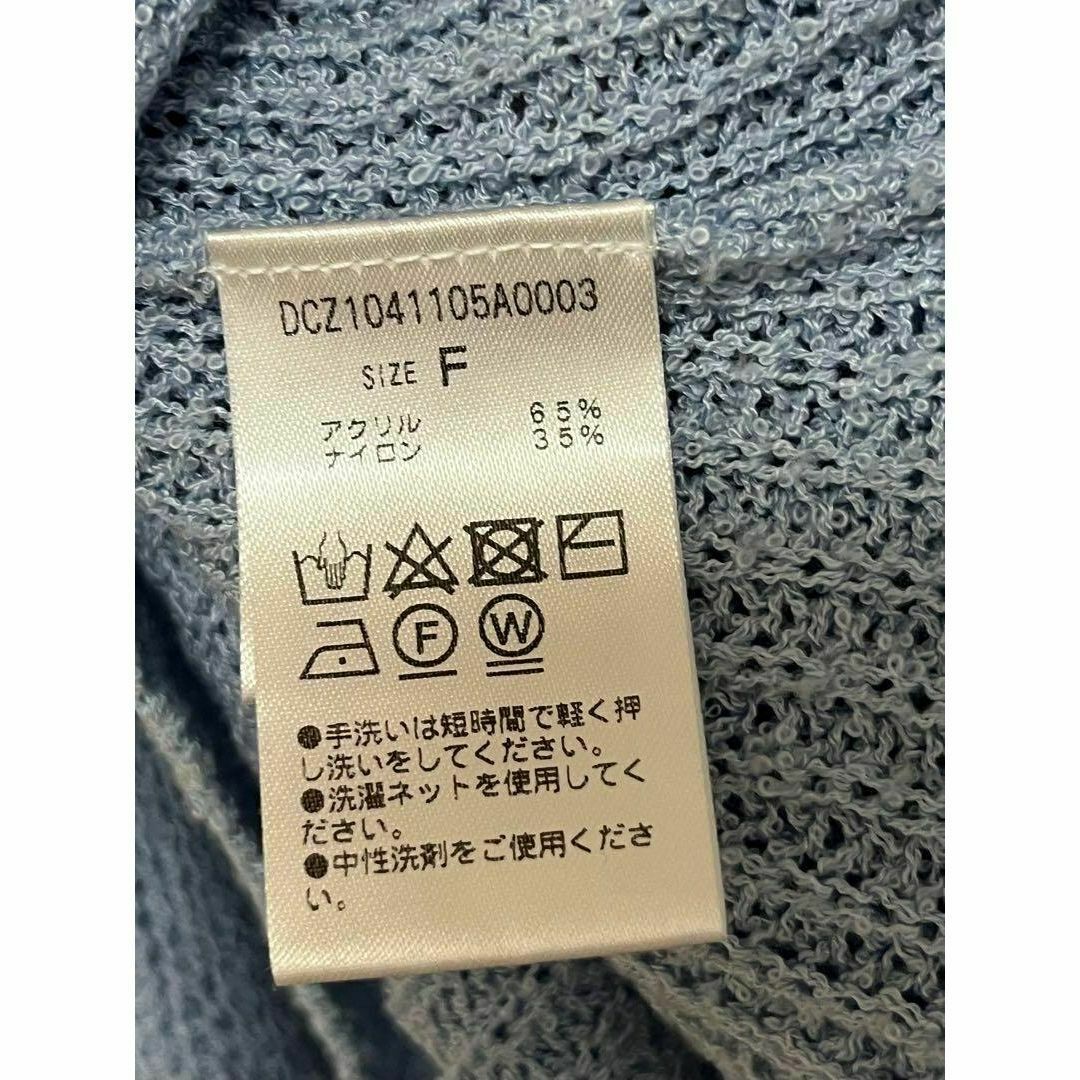 DCZ1041105A0003
SIZE F
アクリル 65%
ナイロン 35%
F W
●手洗いは短時間で軽く押
し洗いをしてください。
●洗濯ネットを使用してく
ださい。
●中性洗剤をご使用くださ
い。